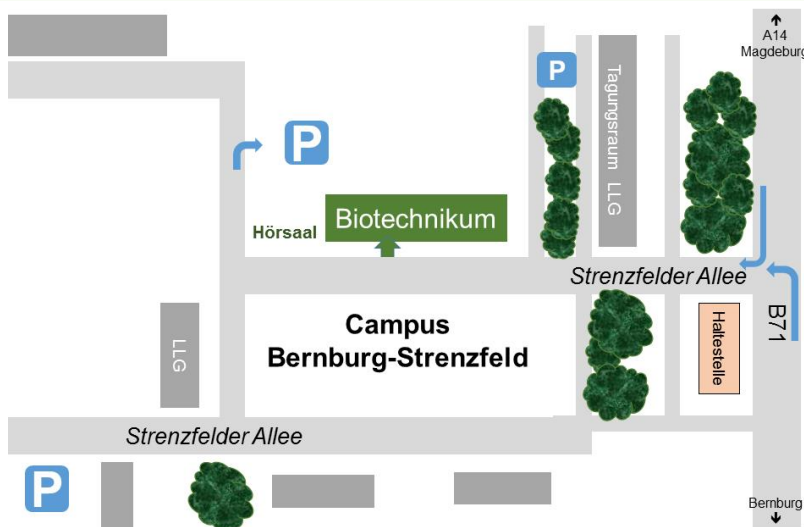 A14
Magdeburg
P
Tagungsraum LLG
P
Biotechnikum
Hörsaal
Strenzfelder Allee
Campus
Bernburg-Strenzfeld
LLG
Haltestelle
B71
Strenzfelder Allee
P
Bernburg